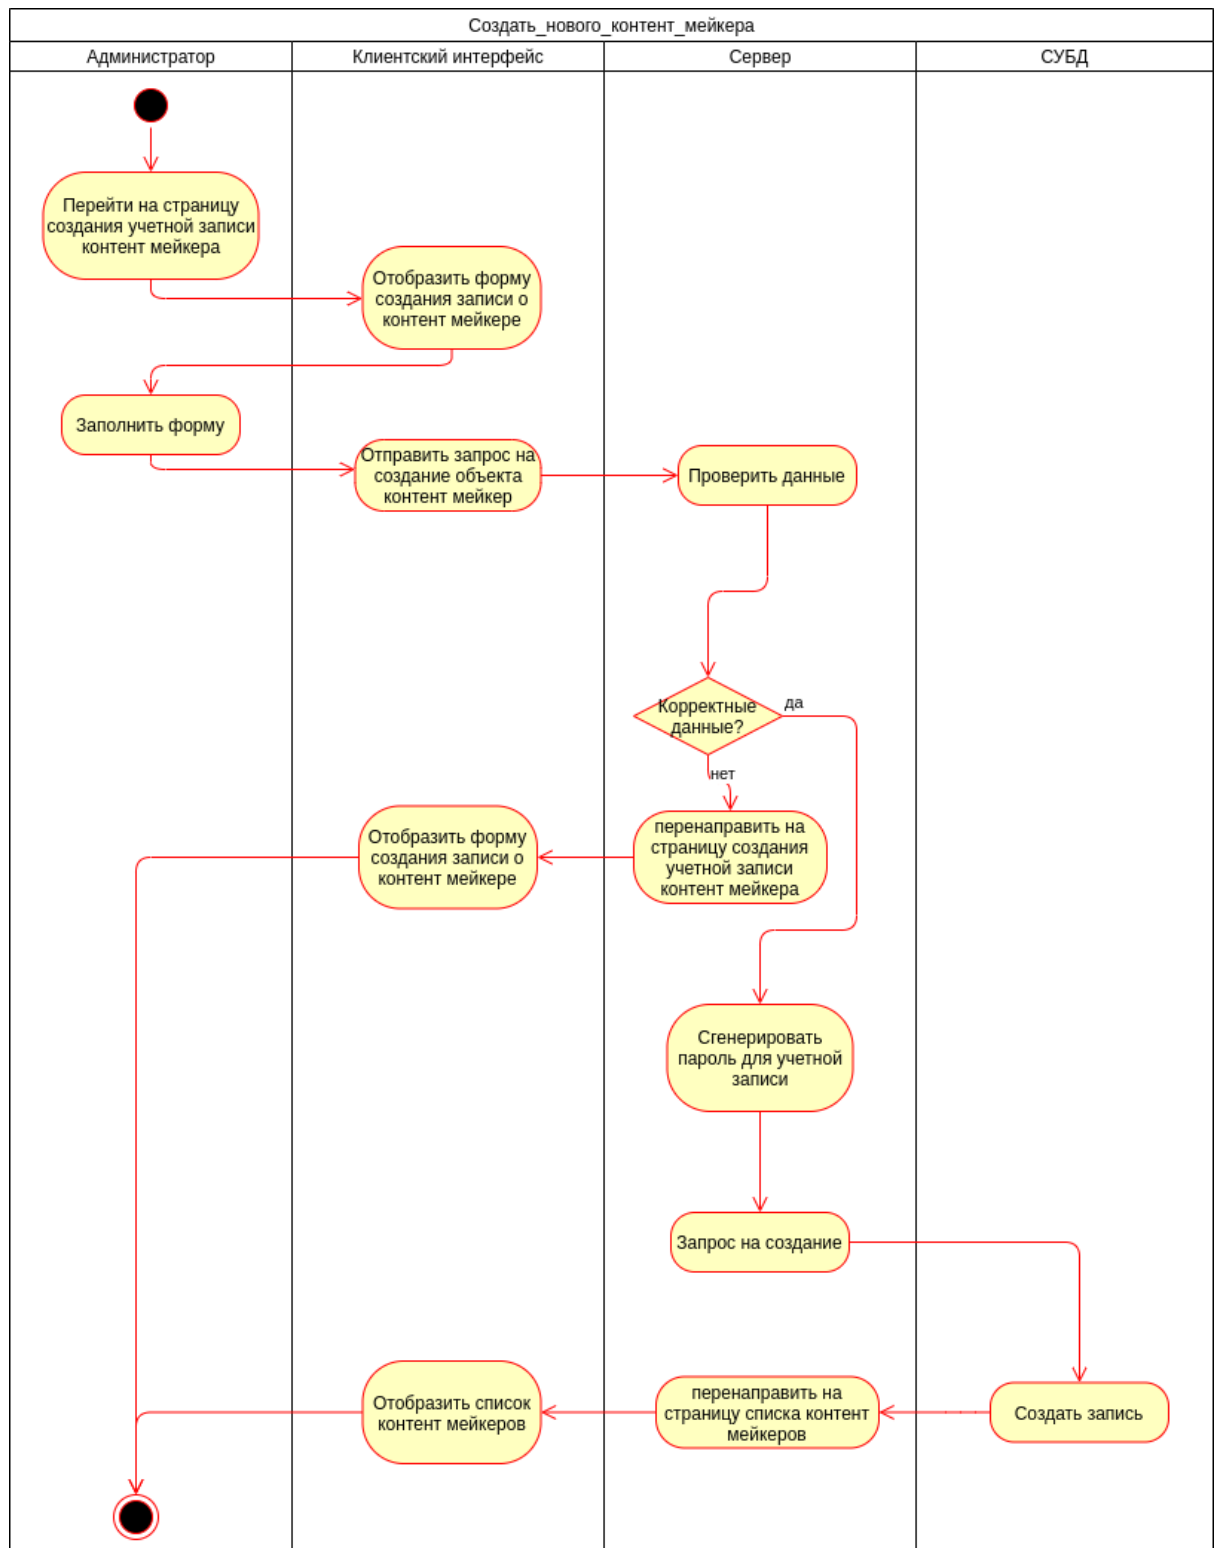 Создать_нового_контент_мейкера
Администратор
Клиентский интерфейс
Сервер
СУБД
Перейти на страницу
создания учетной записи
контент мейкера
Отобразить форму
создания записи о
контент мейкере
Заполнить форму
Отправить запрос на
создание объекта
контент мейкер
Проверить данные
Корректные
данные?
да
нет
перенаправить на
страницу создания
учетной записи
контент мейкера
Отобразить форму
создания записи о
контент мейкере
Сгенерировать
пароль для учетной
записи
Запрос на создание
Создать запись
перенаправить на
страницу списка контент
мейкеров
Отобразить список
контент мейкеров